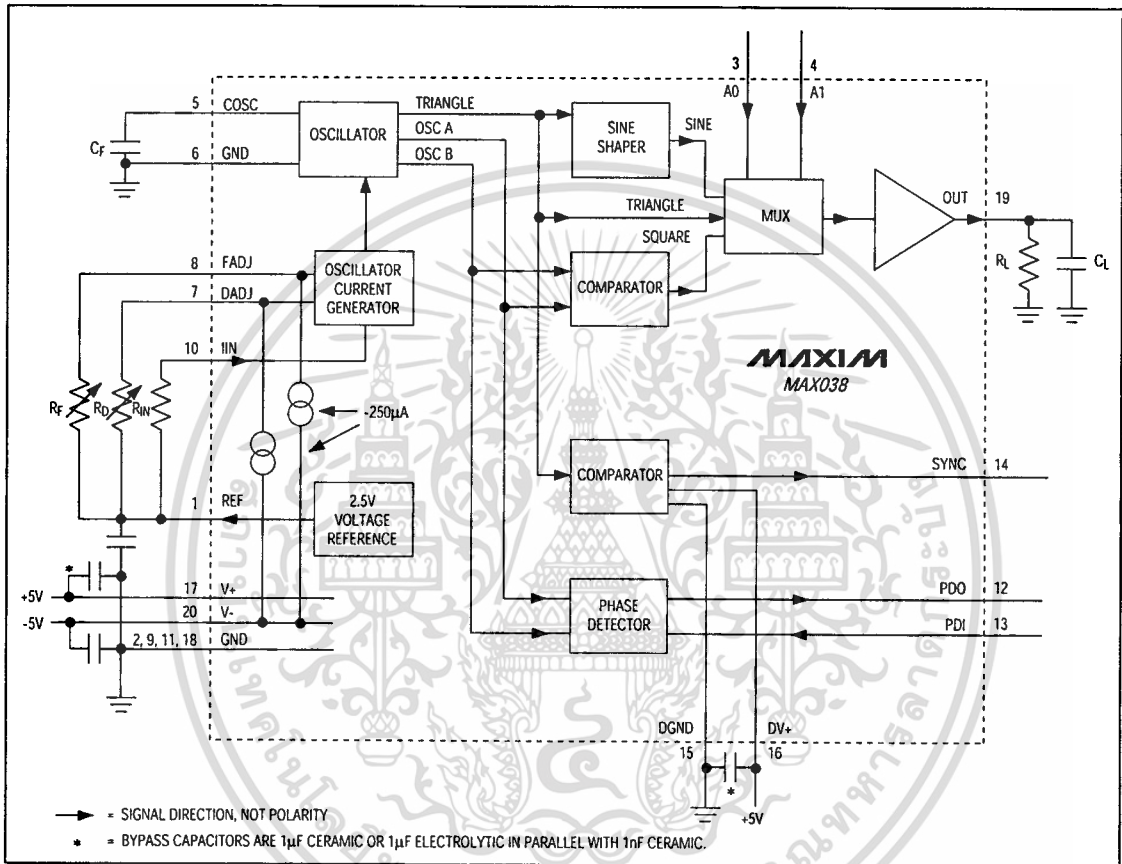 3
4
A0
A1
5
COSC
TRIANGLE
OSCILLATOR
OSC A
OSC B
SINE
SHAPER
SINE
CF
6
GND
TRIANGLE
SQUARE
MUX
OUT
19
RL
CL
8
FADJ
7
DADJ
OSCILLATOR
CURRENT
GENERATOR
COMPARATOR
10
IIN
MAXIM
MAX038
RF
RD
RIN
-250µA
COMPARATOR
SYNC
14
1
REF
2.5V
VOLTAGE
REFERENCE
*
+5V
17
V+
-5V
20
V-
2, 9, 11, 18
GND
PHASE
DETECTOR
PDO
12
PDI
13
DGND
DV+
15
16
*
+5V
= SIGNAL DIRECTION, NOT POLARITY
* = BYPASS CAPACITORS ARE 1µF CERAMIC OR 1µF ELECTROLYTIC IN PARALLEL WITH 1nF CERAMIC.